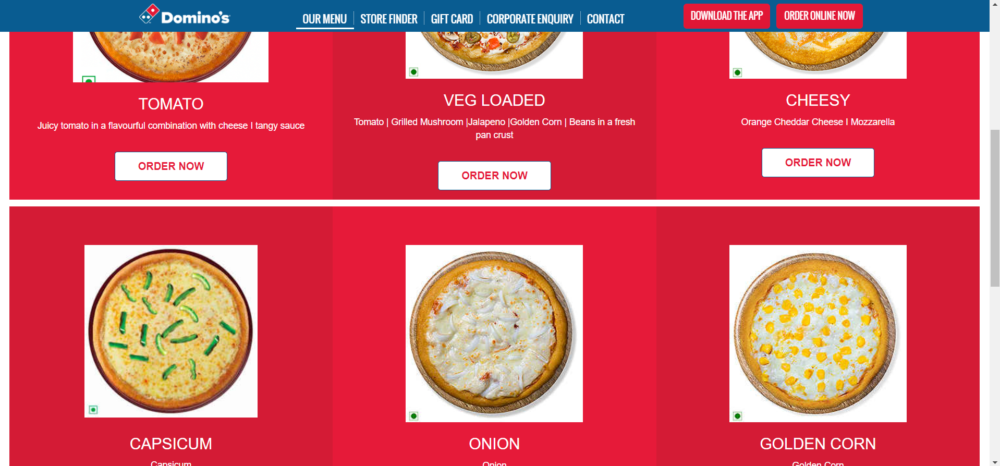 Domino's
OUR MENU
STORE FINDER
GIFT CARD
CORPORATE ENQUIRY
CONTACT
DOWNLOAD THE APP
ORDER ONLINE NOW
TOMATO
Juicy tomato in a flavourful combination with cheese I tangy sauce
ORDER NOW
VEG LOADED
Tomato | Grilled Mushroom |Jalapeno |Golden Corn | Beans in a fresh
pan crust
ORDER NOW
CHEESY
Orange Cheddar Cheese I Mozzarella
ORDER NOW
CAPSICUM
Capsicum
ONION
Onion
GOLDEN CORN
Golden Corn